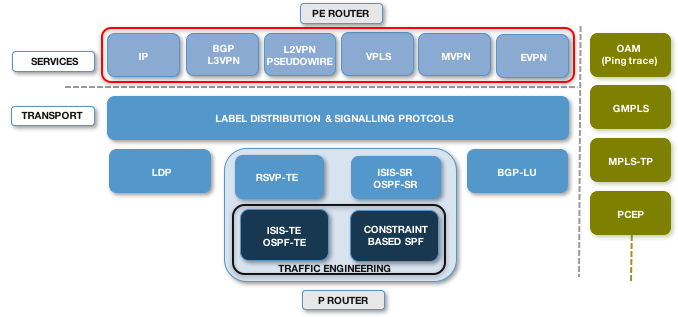 PE ROUTER
SERVICES
IP
BGP
L3VPN
L2VPN
PSEUDOWIRE
VPLS
MVPN
EVPN
OAM
(Ping trace)
TRANSPORT
LABEL DISTRIBUTION & SIGNALLING PROTCOLS
GMPLS
LDP
RSVP-TE
ISIS-SR
OSPF-SR
BGP-LU
MPLS-TP
ISIS-TE
OSPF-TE
CONSTRAINT
BASED SPF
PCEP
TRAFFIC ENGINEERING
P ROUTER